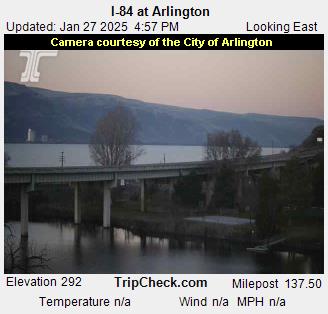 I-84 at Arlington
Updated: Jan 27 2025 4:57 PM Looking East
Camera courtesy of the City of Arlington
Elevation 292 TripCheck.com Milepost 137.50
Temperature n/a Wind n/a MPH n/a